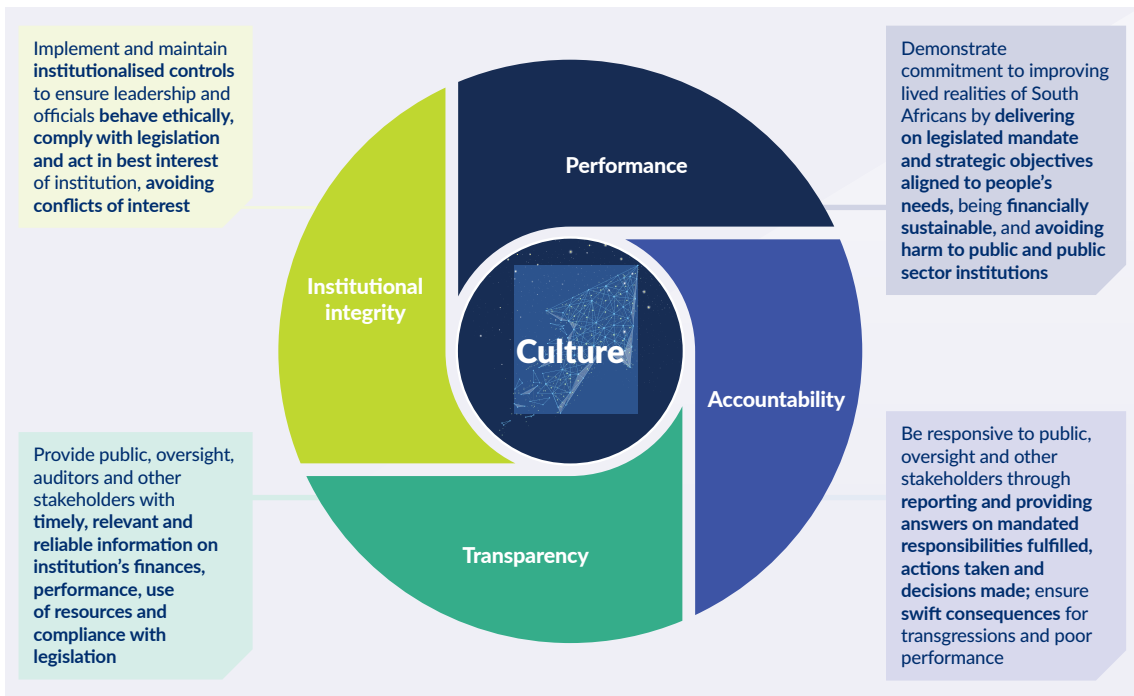 Implement and maintain
institutionalised controls
to ensure leadership and
officials behave ethically,
comply with legislation
and act in best interest
of institution, avoiding
conflicts of interest
Demonstrate
commitment to improving
lived realities of South
Africans by delivering
on legislated mandate
and strategic objectives
aligned to people’s
needs, being financially
sustainable, and avoiding
harm to public and public
sector institutions
Performance
Institutional
integrity
Culture
Accountability
Transparency
Provide public, oversight,
auditors and other
stakeholders with
timely, relevant and
reliable information on
institution’s finances,
performance, use
of resources and
compliance with
legislation
Be responsive to public,
oversight and other
stakeholders through
reporting and providing
answers on mandated
responsibilities fulfilled,
actions taken and
decisions made; ensure
swift consequences for
transgressions and poor
performance